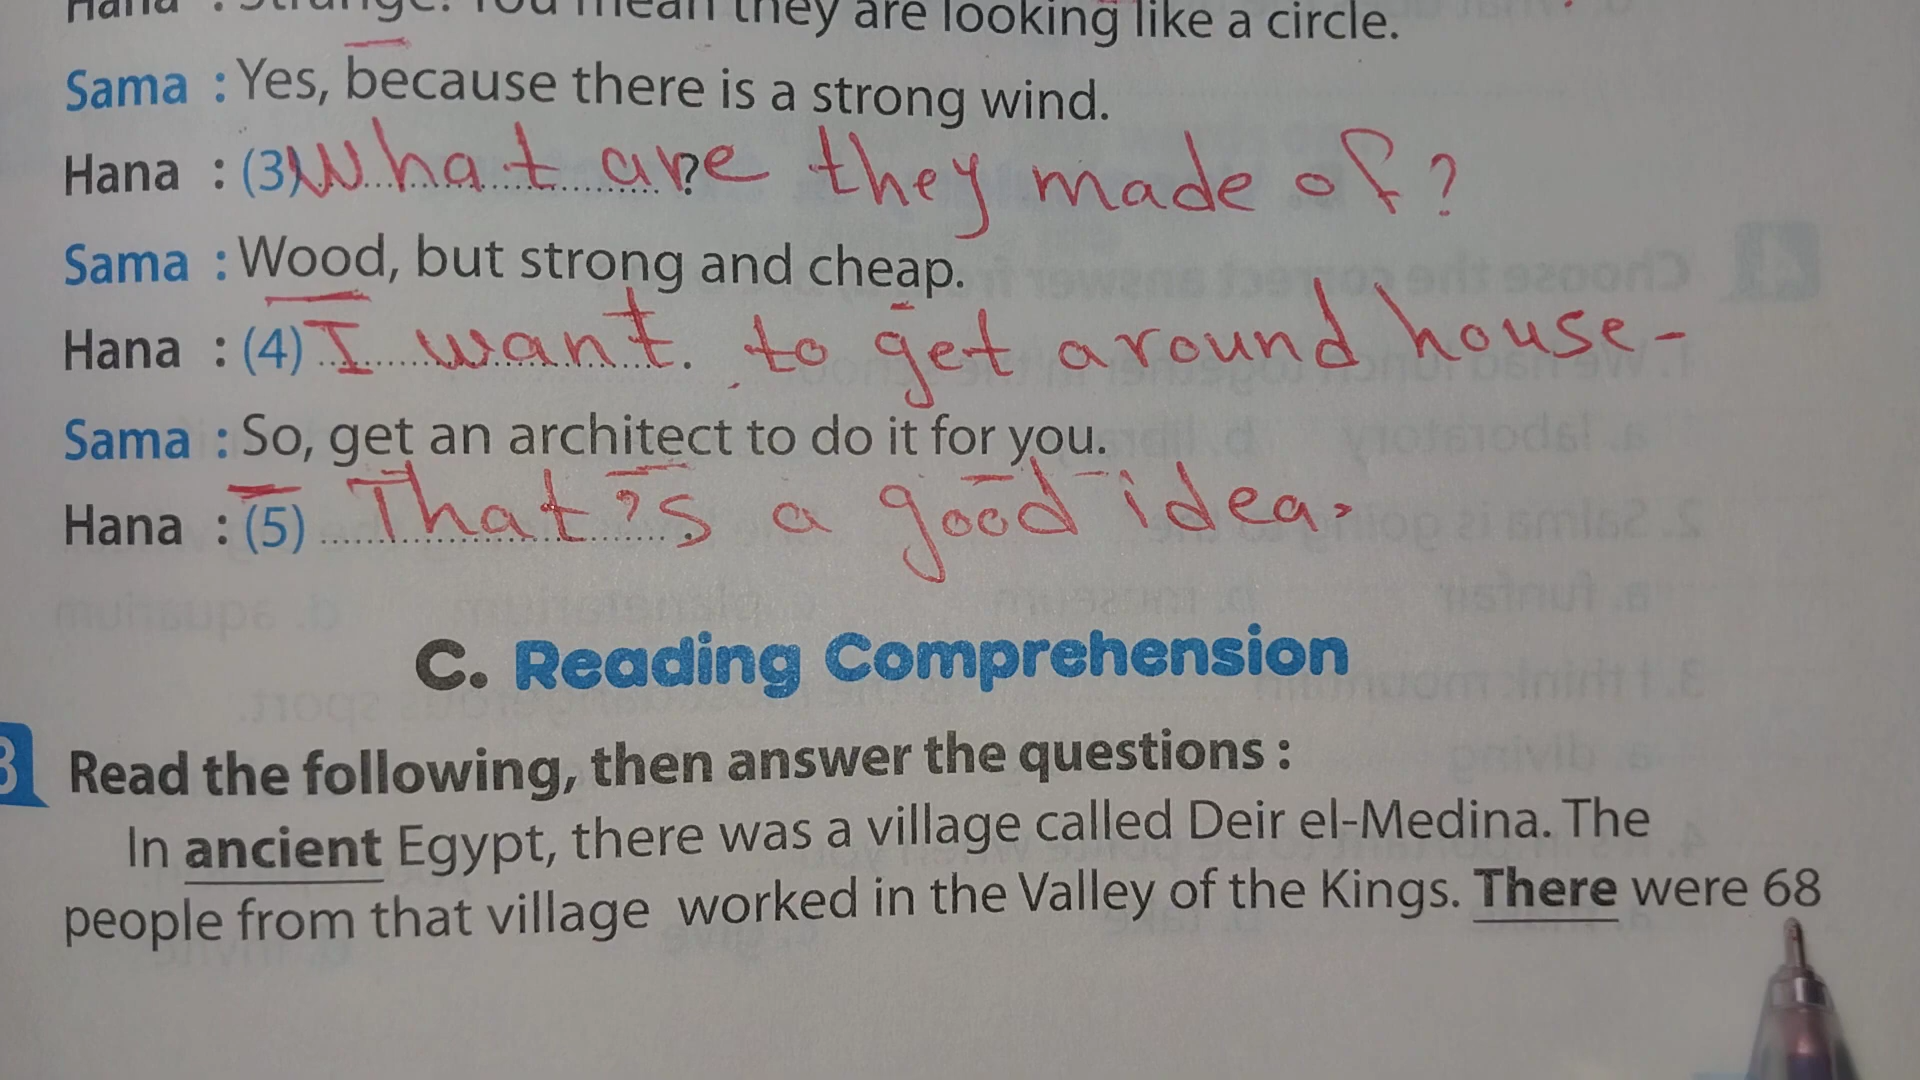 Hana : Strange! You mean they are looking like a circle.
Sama : Yes, because there is a strong wind.
Hana : (3) What are they made of?
Sama : Wood, but strong and cheap.
Hana : (4) I want to get around house.
Sama : So, get an architect to do it for you.
Hana : (5) That's a good idea.
C. Reading Comprehension
3 Read the following, then answer the questions :
In ancient Egypt, there was a village called Deir el-Medina. The
people from that village worked in the Valley of the Kings. There were 68